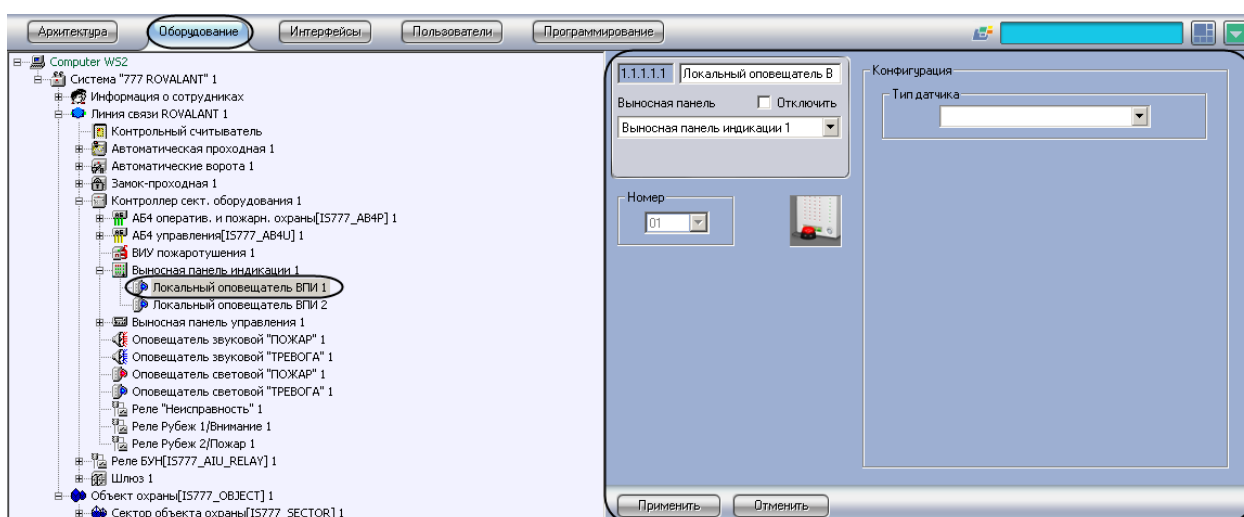 Архитектура Оборудование Интерфейсы Пользователи Программирование
Computer WS2
Система "777 ROVALANT" 1
Информация о сотрудниках
Линия связи ROVALANT 1
Контрольный считыватель
Автоматическая проходная 1
Автоматические ворота 1
Замок-проходная 1
Контроллер сект. оборудования 1
АБ4 оператив. и пожарн. охраны[IS777_AB4P] 1
АБ4 управления[IS777_AB4U] 1
ВИУ пожаротушения 1
Выносная панель индикации 1
Локальный оповещатель ВПИ 1
Локальный оповещатель ВПИ 2
Выносная панель управления 1
Оповещатель звуковой "ПОЖАР" 1
Оповещатель звуковой "ТРЕВОГА" 1
Оповещатель световой "ПОЖАР" 1
Оповещатель световой "ТРЕВОГА" 1
Реле "Неисправность" 1
Реле Рубеж 1/Внимание 1
Реле Рубеж 2/Пожар 1
Реле БУН[IS777_AIU_RELAY] 1
Шлюз 1
Объект охраны[IS777_OBJECT] 1
Сектор объекта охраны[IS777_SECTOR] 1
1.1.1.1.1 Локальный оповещатель В
Выносная панель Отключить
Выносная панель индикации 1
Номер
01
Конфигурация
Тип датчика
Применить Отменить